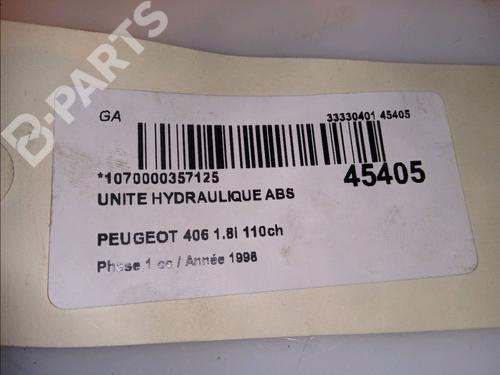 B-PARTS
GA
33330401 45405
*1070000357125
45405
UNITE HYDRAULIQUE ABS
PEUGEOT 406 1.8i 110ch
Phase 1 / Année 1996